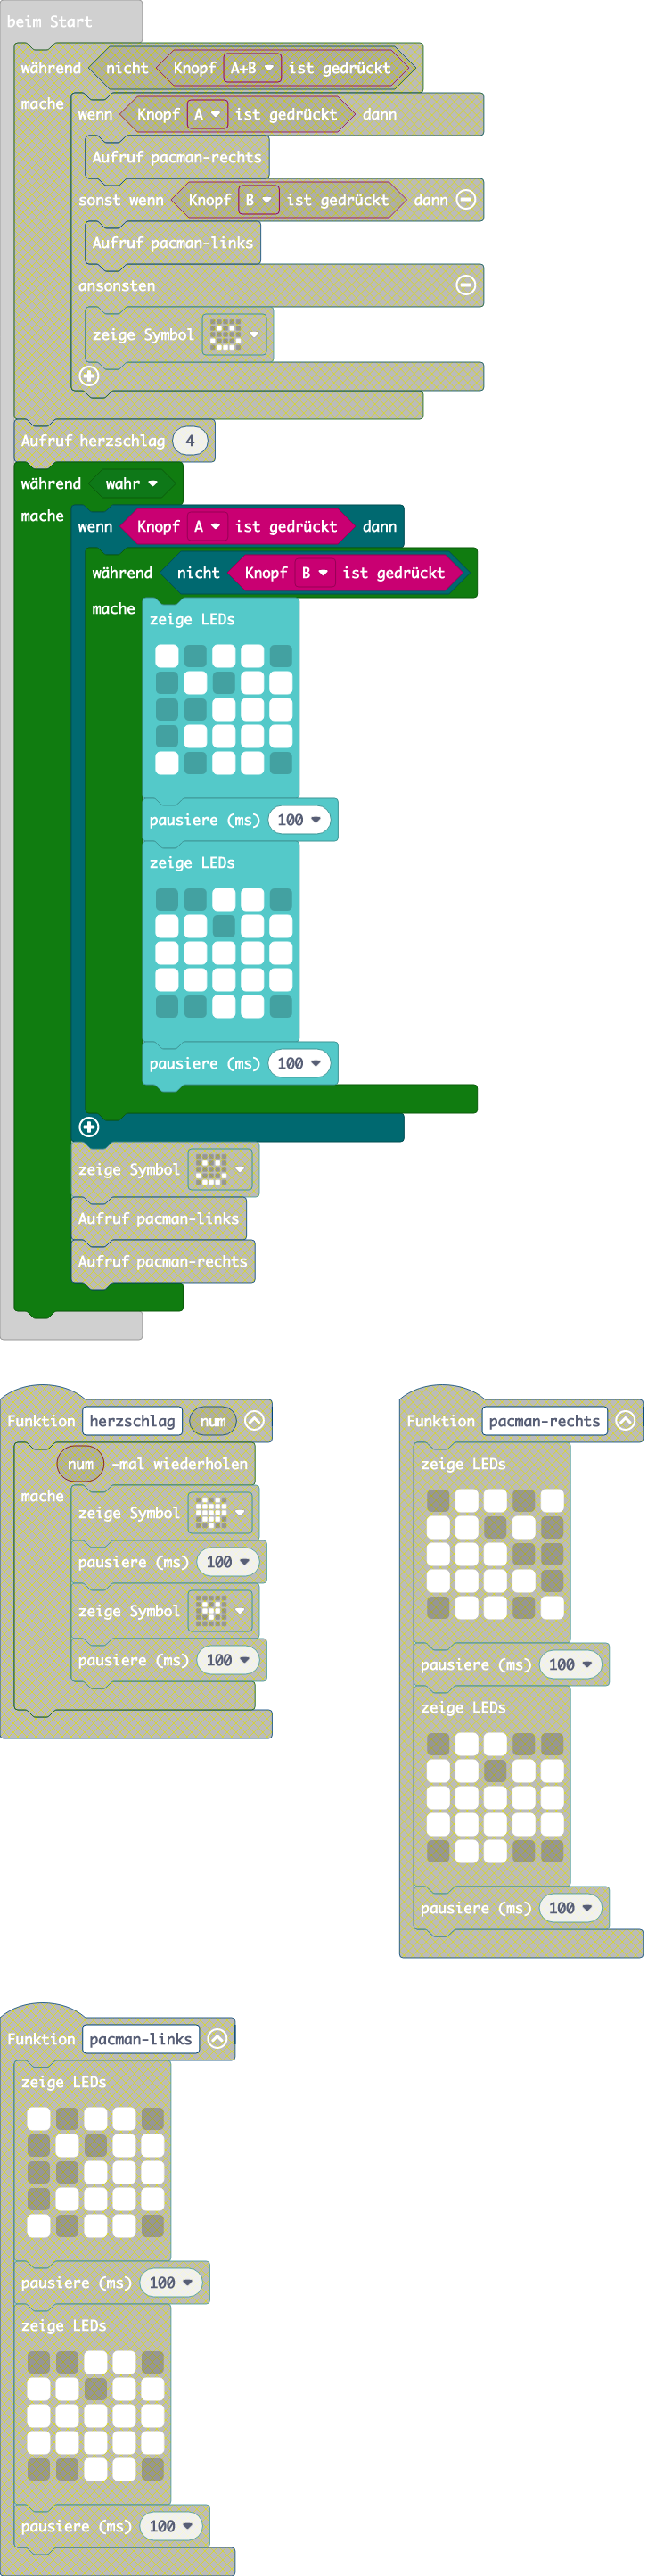 beim Start
während nicht Knopf A+B ist gedrückt
mache
wenn Knopf A ist gedrückt dann
Aufruf pacman-rechts
sonst wenn Knopf B ist gedrückt dann
Aufruf pacman-links
ansonsten
zeige Symbol
Aufruf herzschlag 4
während wahr
mache
wenn Knopf A ist gedrückt dann
während nicht Knopf B ist gedrückt
mache
zeige LEDs
pausiere (ms) 100
zeige LEDs
pausiere (ms) 100
zeige Symbol
Aufruf pacman-links
Aufruf pacman-rechts
Funktion herzschlag num
num -mal wiederholen
mache
zeige Symbol
pausiere (ms) 100
zeige Symbol
pausiere (ms) 100
Funktion pacman-rechts
zeige LEDs
pausiere (ms) 100
zeige LEDs
pausiere (ms) 100
Funktion pacman-links
zeige LEDs
pausiere (ms) 100
zeige LEDs
pausiere (ms) 100